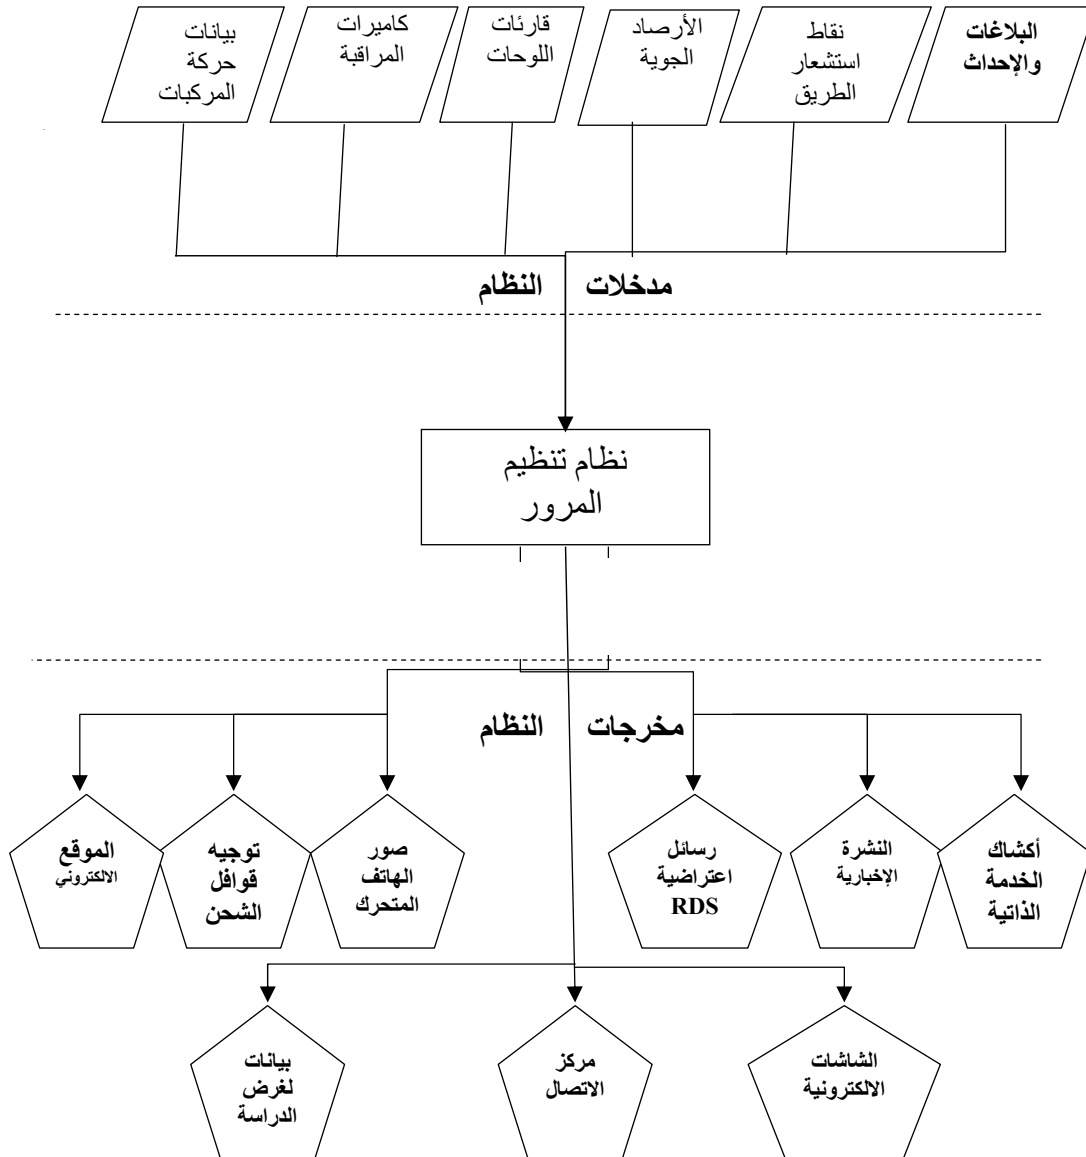 البلاغات
والإحداث
نقاط
استشعار
الطريق
الأرصاد
الجوية
قارئات
اللوحات
كاميرات
المراقبة
بيانات
حركة
المركبات
مدخلات النظام
نظام تنظيم
المرور
مخرجات النظام
أكشاك
الخدمة
الذاتية
النشرة
الإخبارية
رسائل
اعتراضية
RDS
صور
الهاتف
المتحرك
توجيه
قوافل
الشحن
الموقع
الالكتروني
الشاشات
الالكترونية
مركز
الاتصال
بيانات
لغرض
الدراسة